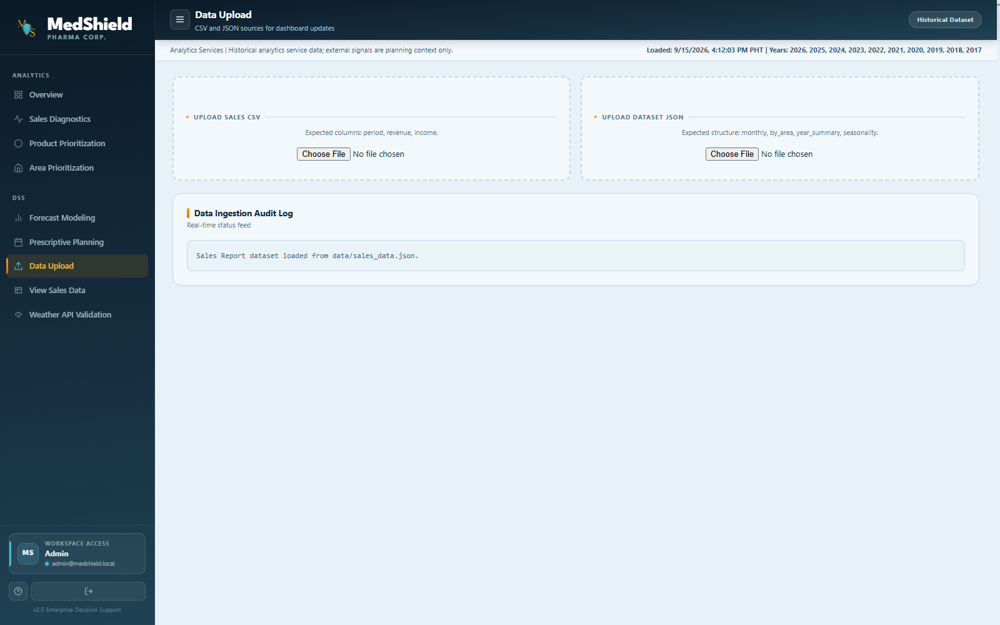 MedShield
PHARMA CORP.
ANALYTICS
Overview
Sales Diagnostics
Product Prioritization
Area Prioritization
DSS
Forecast Modeling
Prescriptive Planning
Data Upload
View Sales Data
Weather API Validation
MS
WORKSPACE ACCESS
Admin
admin@medshield.local
v2.5 Enterprise Decision Support
Data Upload
CSV and JSON sources for dashboard updates
Historical Dataset
Analytics Services | Historical analytics service data; external signals are planning context only.
Loaded: 9/15/2026, 4:12:03 PM PHT | Years: 2026, 2025, 2024, 2023, 2022, 2021, 2020, 2019, 2018, 2017
UPLOAD SALES CSV
Expected columns: period, revenue, income.
Choose File No file chosen
UPLOAD DATASET JSON
Expected structure: monthly, by_area, year_summary, seasonality.
Choose File No file chosen
Data Ingestion Audit Log
Real-time status feed
Sales Report dataset loaded from data/sales_data.json.